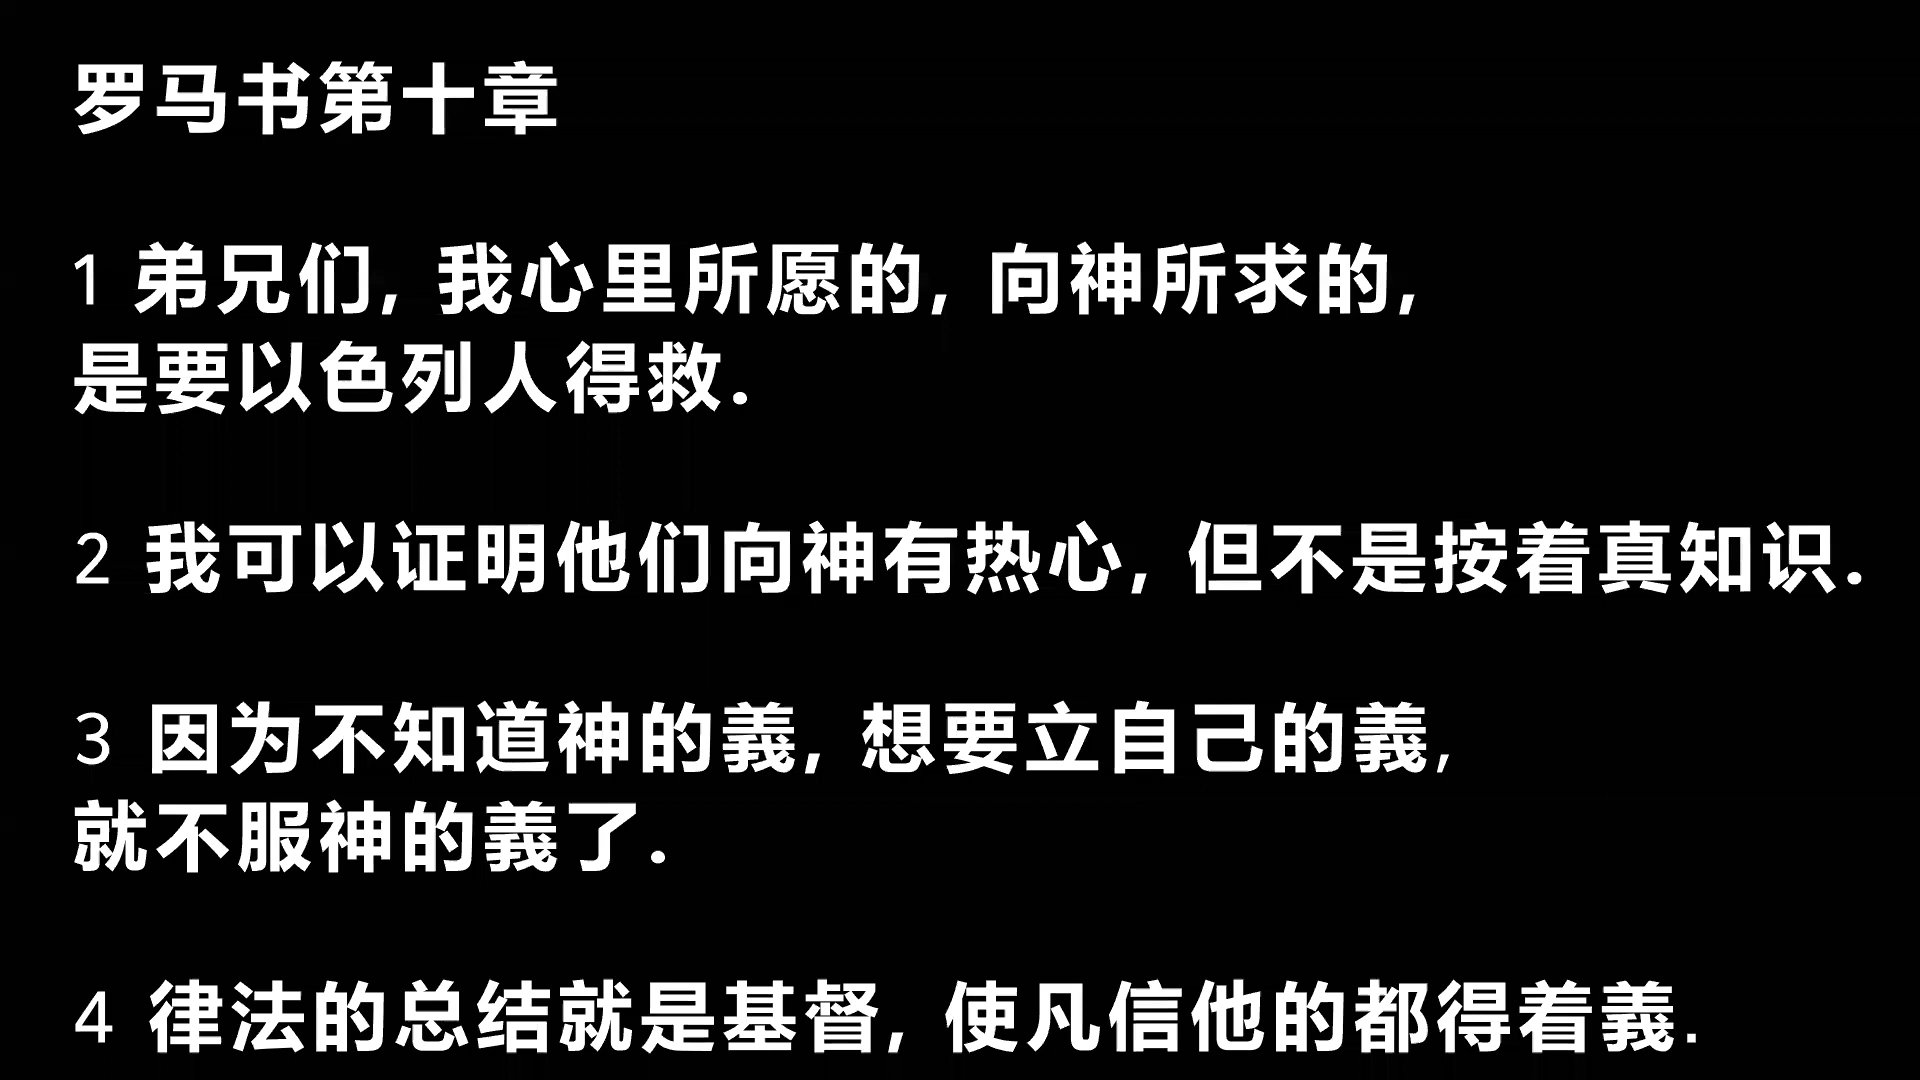 罗马书第十章
1 弟兄们, 我心里所愿的, 向神所求的,
是要以色列人得救.
2 我可以证明他们向神有热心, 但不是按着真知识.
3 因为不知道神的義, 想要立自己的義,
就不服神的義了.
4 律法的总结就是基督, 使凡信他的都得着義.